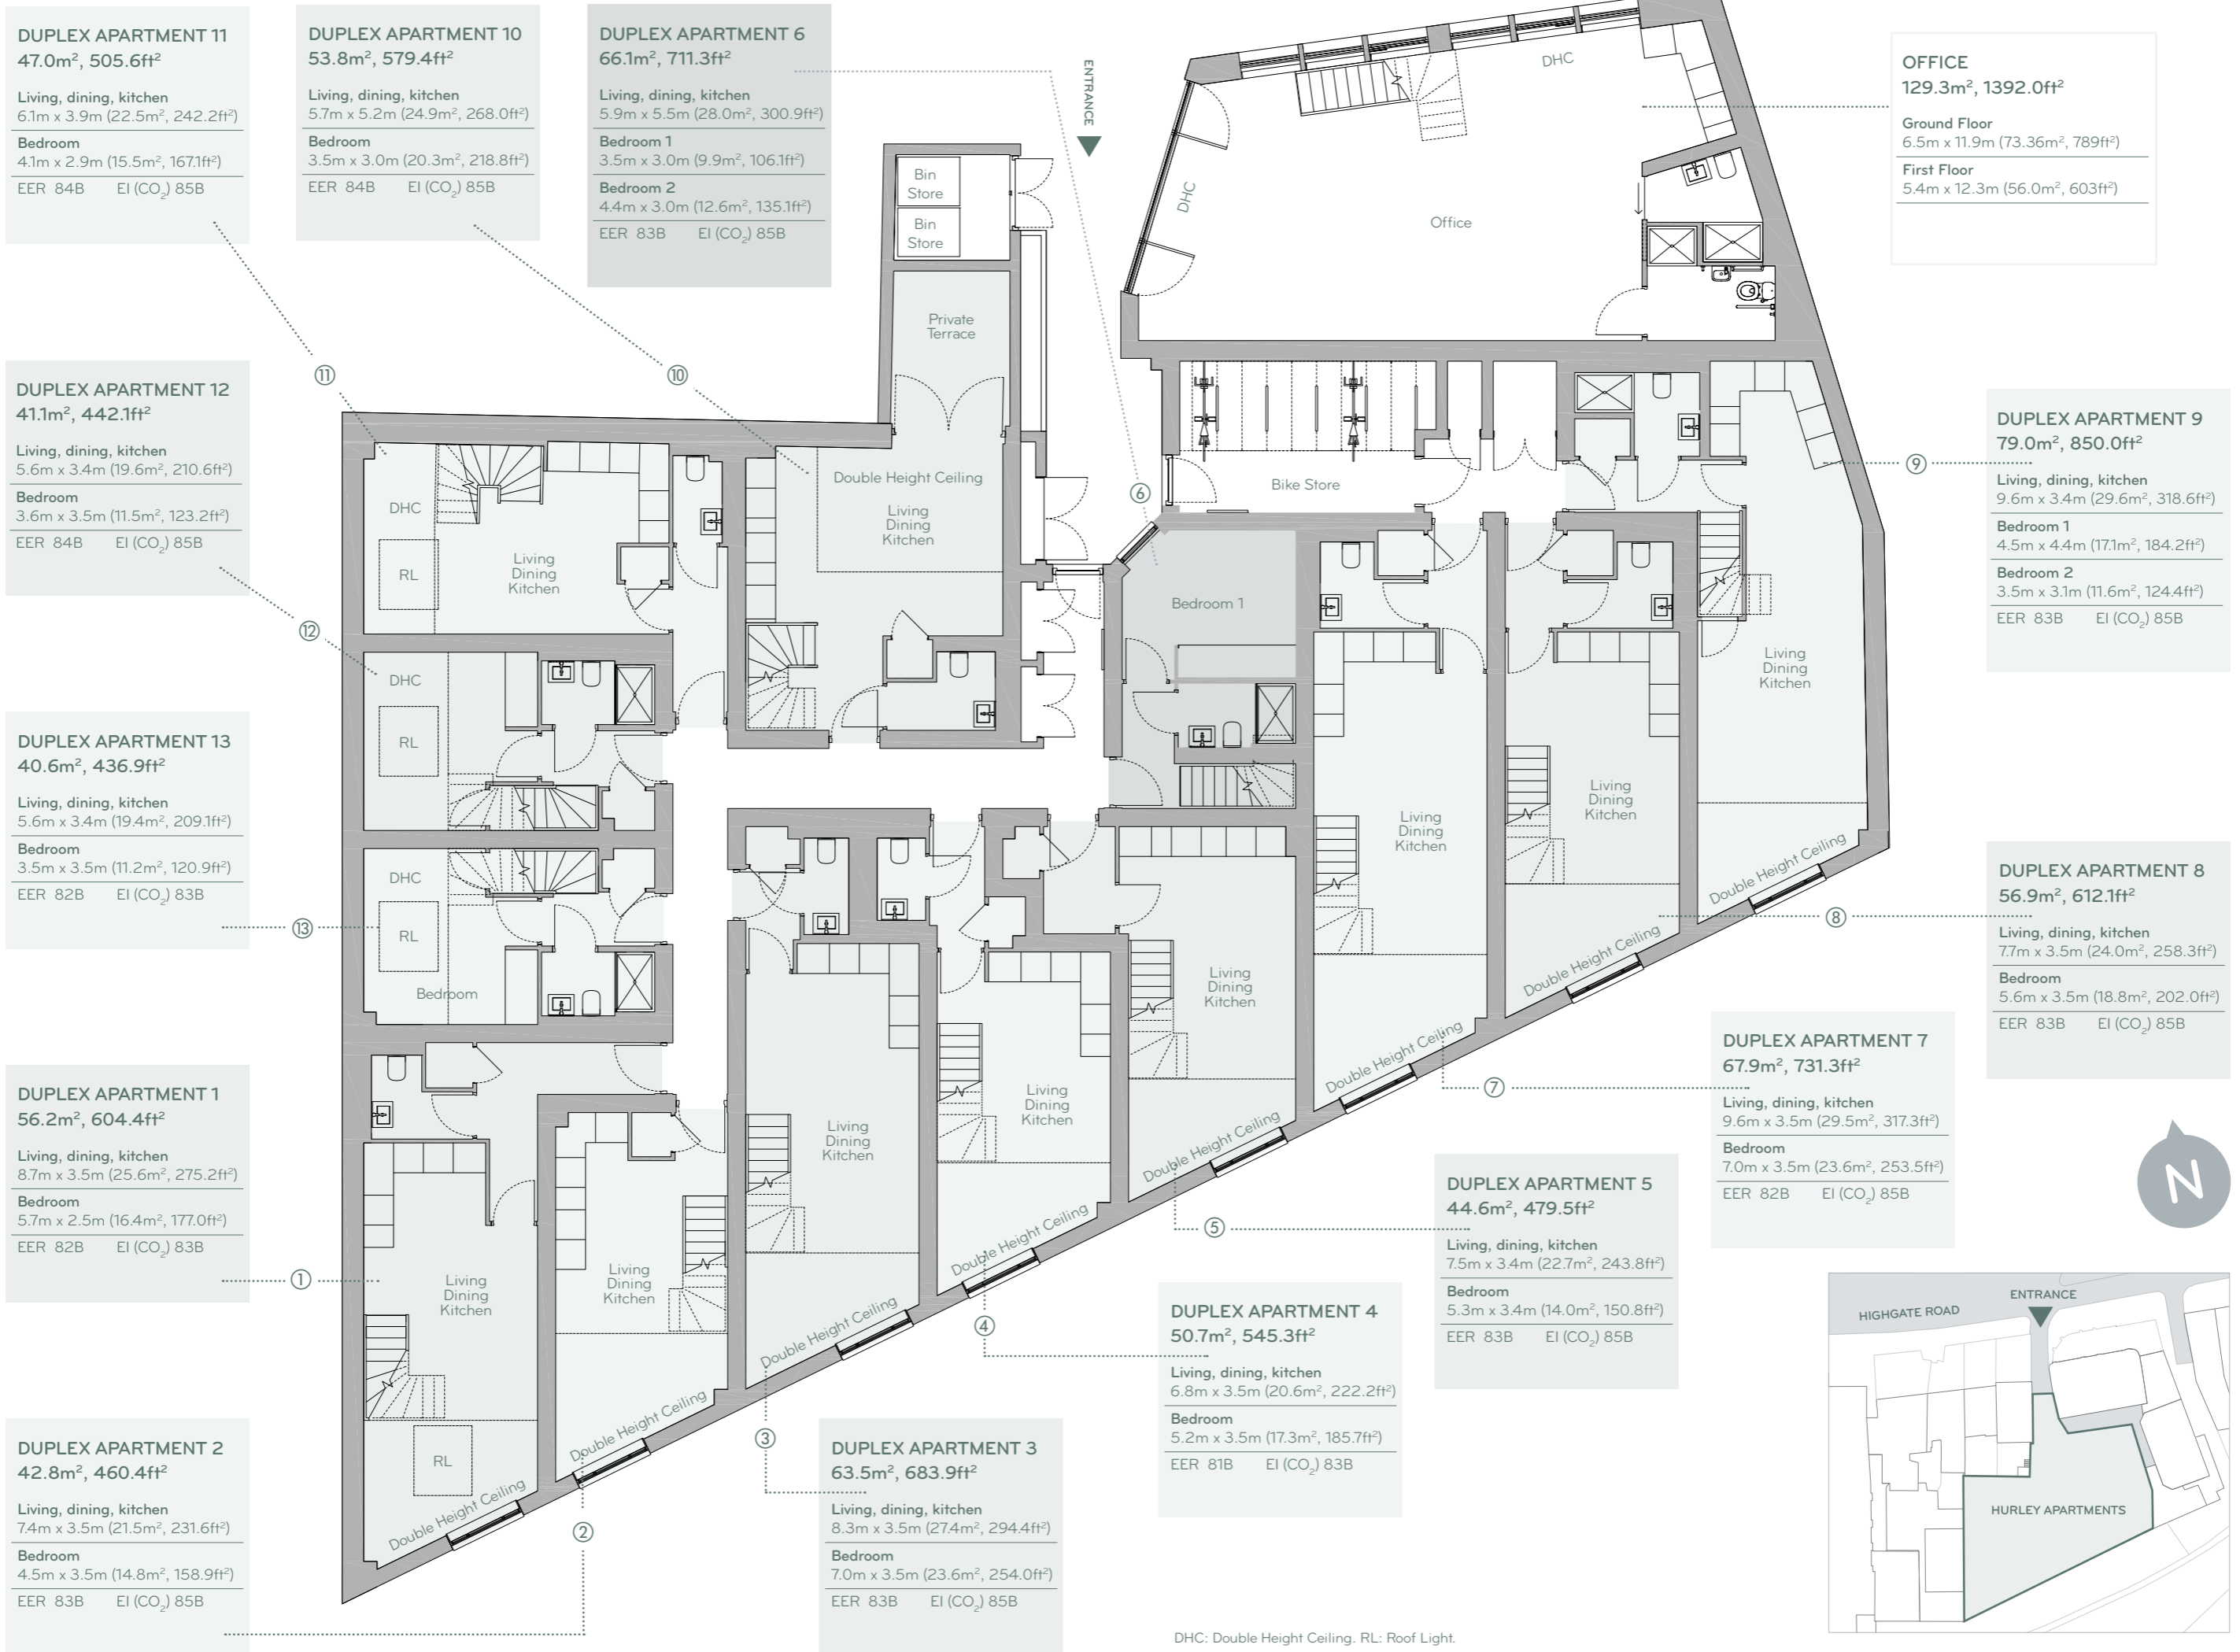 DUPLEX APARTMENT 11
47.0m², 505.6ft²
Living, dining, kitchen
6.1m x 3.9m (22.5m², 242.2ft²)
Bedroom
4.1m x 2.9m (15.5m², 167.1ft²)
EER 84B EI (CO₂) 85B
DUPLEX APARTMENT 10
53.8m², 579.4ft²
Living, dining, kitchen
5.7m x 5.2m (24.9m², 268.0ft²)
Bedroom
3.5m x 3.0m (20.3m², 218.8ft²)
EER 84B EI (CO₂) 85B
DUPLEX APARTMENT 6
66.1m², 711.3ft²
Living, dining, kitchen
5.9m x 5.5m (28.0m², 300.9ft²)
Bedroom 1
3.5m x 3.0m (9.9m², 106.1ft²)
Bedroom 2
4.4m x 3.0m (12.6m², 135.1ft²)
EER 83B EI (CO₂) 85B
ENTRANCE
OFFICE
129.3m², 1392.0ft²
Ground Floor
6.5m x 11.9m (73.36m², 789ft²)
First Floor
5.4m x 12.3m (56.0m², 603ft²)
DUPLEX APARTMENT 12
41.1m², 442.1ft²
Living, dining, kitchen
5.6m x 3.4m (19.6m², 210.6ft²)
Bedroom
3.6m x 3.5m (11.5m², 123.2ft²)
EER 84B EI (CO₂) 85B
DUPLEX APARTMENT 9
79.0m², 850.0ft²
Living, dining, kitchen
9.6m x 3.4m (29.6m², 318.6ft²)
Bedroom 1
4.5m x 4.4m (17.1m², 184.2ft²)
Bedroom 2
3.5m x 3.1m (11.6m², 124.4ft²)
EER 83B EI (CO₂) 85B
DUPLEX APARTMENT 13
40.6m², 436.9ft²
Living, dining, kitchen
5.6m x 3.4m (19.4m², 209.1ft²)
Bedroom
3.5m x 3.5m (11.2m², 120.9ft²)
EER 82B EI (CO₂) 83B
DUPLEX APARTMENT 8
56.9m², 612.1ft²
Living, dining, kitchen
7.7m x 3.5m (24.0m², 258.3ft²)
Bedroom
5.6m x 3.5m (18.8m², 202.0ft²)
EER 83B EI (CO₂) 85B
DUPLEX APARTMENT 1
56.2m², 604.4ft²
Living, dining, kitchen
8.7m x 3.5m (25.6m², 275.2ft²)
Bedroom
5.7m x 2.5m (16.4m², 177.0ft²)
EER 82B EI (CO₂) 83B
DUPLEX APARTMENT 7
67.9m², 731.3ft²
Living, dining, kitchen
9.6m x 3.5m (29.5m², 317.3ft²)
Bedroom
7.0m x 3.5m (23.6m², 253.5ft²)
EER 82B EI (CO₂) 85B
DUPLEX APARTMENT 5
44.6m², 479.5ft²
Living, dining, kitchen
7.5m x 3.4m (22.7m², 243.8ft²)
Bedroom
5.3m x 3.4m (14.0m², 150.8ft²)
EER 83B EI (CO₂) 85B
DUPLEX APARTMENT 4
50.7m², 545.3ft²
Living, dining, kitchen
6.8m x 3.5m (20.6m², 222.2ft²)
Bedroom
5.2m x 3.5m (17.3m², 185.7ft²)
EER 81B EI (CO₂) 83B
DUPLEX APARTMENT 2
42.8m², 460.4ft²
Living, dining, kitchen
7.4m x 3.5m (21.5m², 231.6ft²)
Bedroom
4.5m x 3.5m (14.8m², 158.9ft²)
EER 83B EI (CO₂) 85B
DUPLEX APARTMENT 3
63.5m², 683.9ft²
Living, dining, kitchen
8.3m x 3.5m (27.4m², 294.4ft²)
Bedroom
7.0m x 3.5m (23.6m², 254.0ft²)
EER 83B EI (CO₂) 85B
DHC
DHC
Office
Bin
Store
Bin
Store
Private
Terrace
Double Height Ceiling
Living
Dining
Kitchen
Bike Store
11
10
6
9
DHC
RL
Living
Dining
Kitchen
12
DHC
RL
Bedroom 1
DHC
RL
Bedroom
13
Living
Dining
Kitchen
Double Height Ceiling
8
Living
Dining
Kitchen
Double Height Ceiling
Living
Dining
Kitchen
Double Height Ceiling
7
Living
Dining
Kitchen
Double Height Ceiling
5
Living
Dining
Kitchen
Double Height Ceiling
4
Living
Dining
Kitchen
Double Height Ceiling
3
Living
Dining
Kitchen
Double Height Ceiling
2
1
Living
Dining
Kitchen
RL
Double Height Ceiling
N
ENTRANCE
HIGHGATE ROAD
HURLEY APARTMENTS
DHC: Double Height Ceiling. RL: Roof Light.